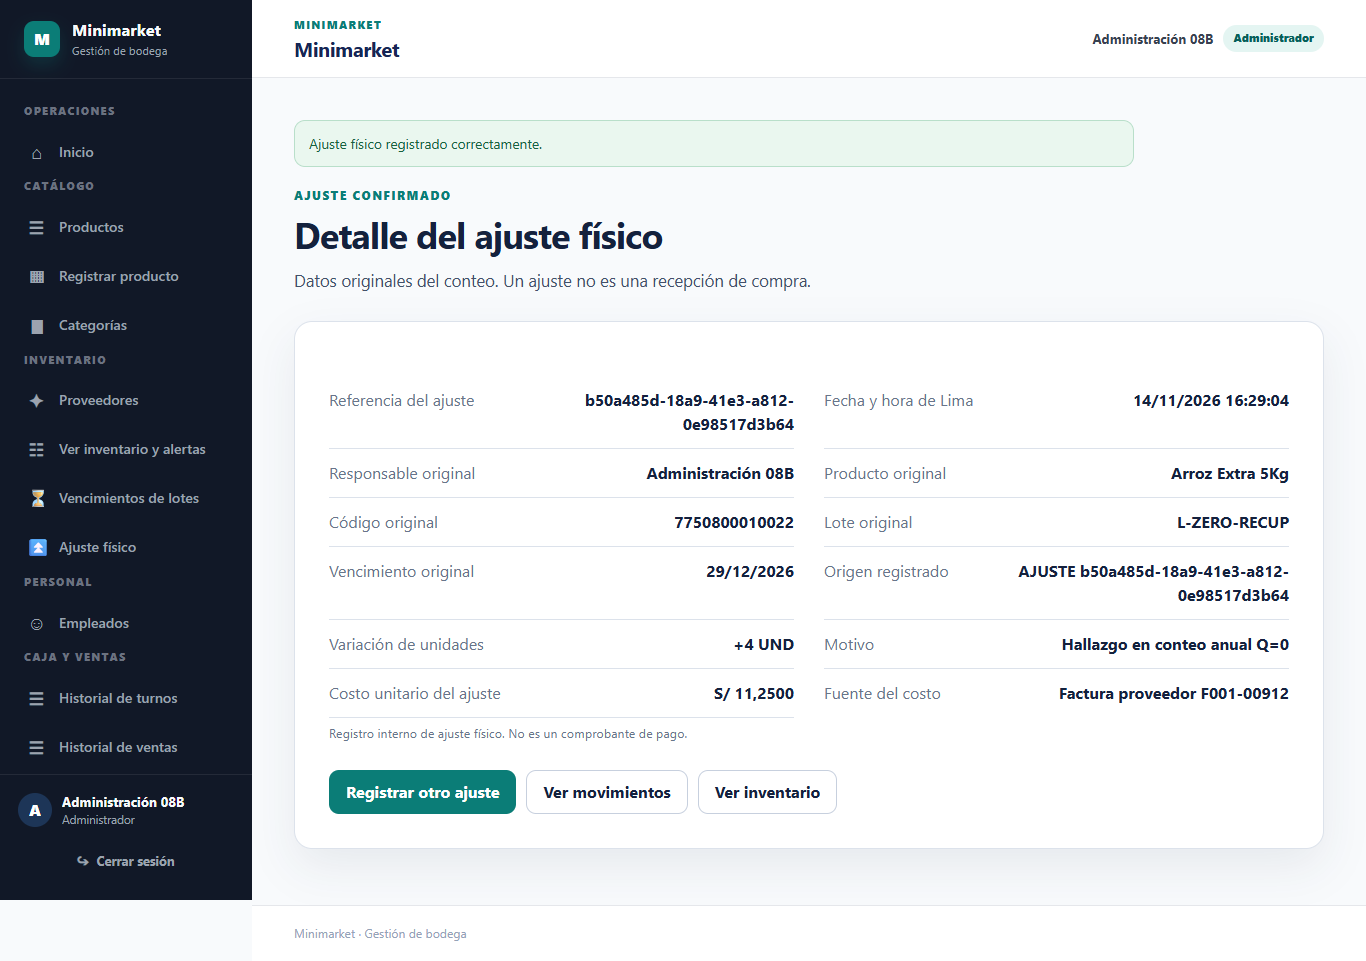 M
Minimarket
Gestión de bodega
OPERACIONES
Inicio
CATÁLOGO
Productos
Registrar producto
Categorías
INVENTARIO
Proveedores
Ver inventario y alertas
Vencimientos de lotes
Ajuste físico
PERSONAL
Empleados
CAJA Y VENTAS
Historial de turnos
Historial de ventas
A
Administración 08B
Administrador
Cerrar sesión
MINIMARKET
Minimarket
Administración 08B
Administrador
Ajuste físico registrado correctamente.
AJUSTE CONFIRMADO
Detalle del ajuste físico
Datos originales del conteo. Un ajuste no es una recepción de compra.
Referencia del ajuste
b50a485d-18a9-41e3-a812-
0e98517d3b64
Fecha y hora de Lima
14/11/2026 16:29:04
Responsable original
Administración 08B
Producto original
Arroz Extra 5Kg
Código original
7750800010022
Lote original
L-ZERO-RECUP
Vencimiento original
29/12/2026
Origen registrado
AJUSTE b50a485d-18a9-41e3-a812-
0e98517d3b64
Variación de unidades
+4 UND
Motivo
Hallazgo en conteo anual Q=0
Costo unitario del ajuste
S/ 11,2500
Fuente del costo
Factura proveedor F001-00912
Registro interno de ajuste físico. No es un comprobante de pago.
Registrar otro ajuste
Ver movimientos
Ver inventario
Minimarket · Gestión de bodega